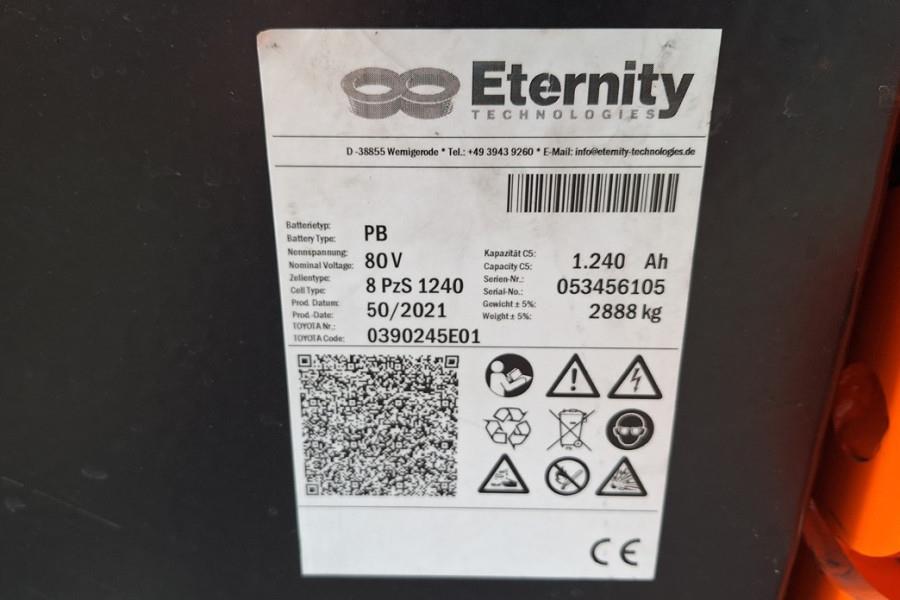 Eternity
TECHNOLOGIES
D -38855 Wernigerode * Tel.: +49 3943 9260 * E-Mail: info@eternity-technologies.de
Batterietyp:
Battery Type: PB
Nennspannung: Kapazität C5:
Nominal Voltage: 80 V Capacity C5: 1.240 Ah
Zellentype: Serien-Nr.:
Cell Type: 8 PzS 1240 Serial-No.: 053456105
Prod. Datum: Gewicht ± 5%:
Prod.-Date: 50/2021 Weight ± 5%: 2888 kg
TOYOTA Nr.:
TOYOTA Code: 0390245E01
CE